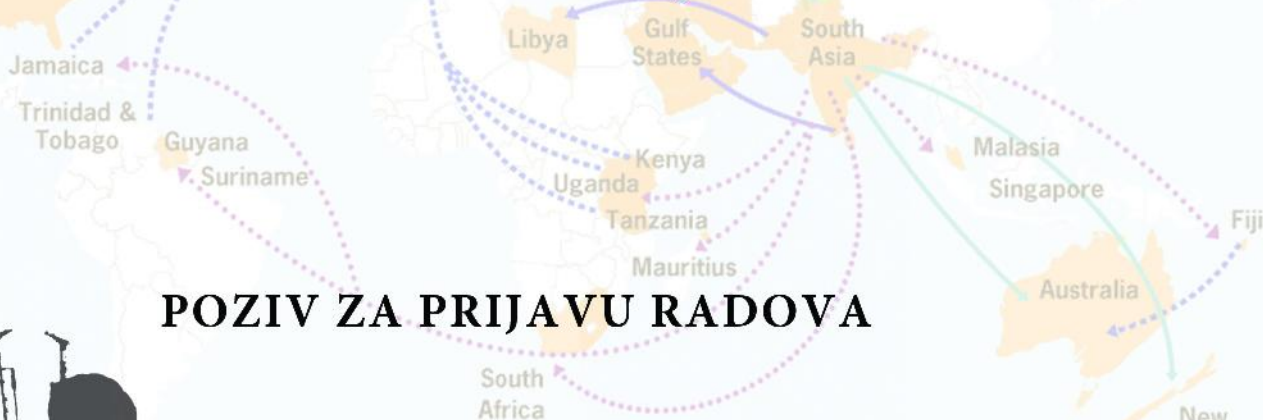 Libya
Gulf
States
South
Asia
Jamaica
Trinidad &
Tobago
Guyana
Suriname
Kenya
Uganda
Tanzania
Mauritius
Malasia
Singapore
Fiji
Australia
POZIV ZA PRIJAVU RADOVA
South
Africa
New